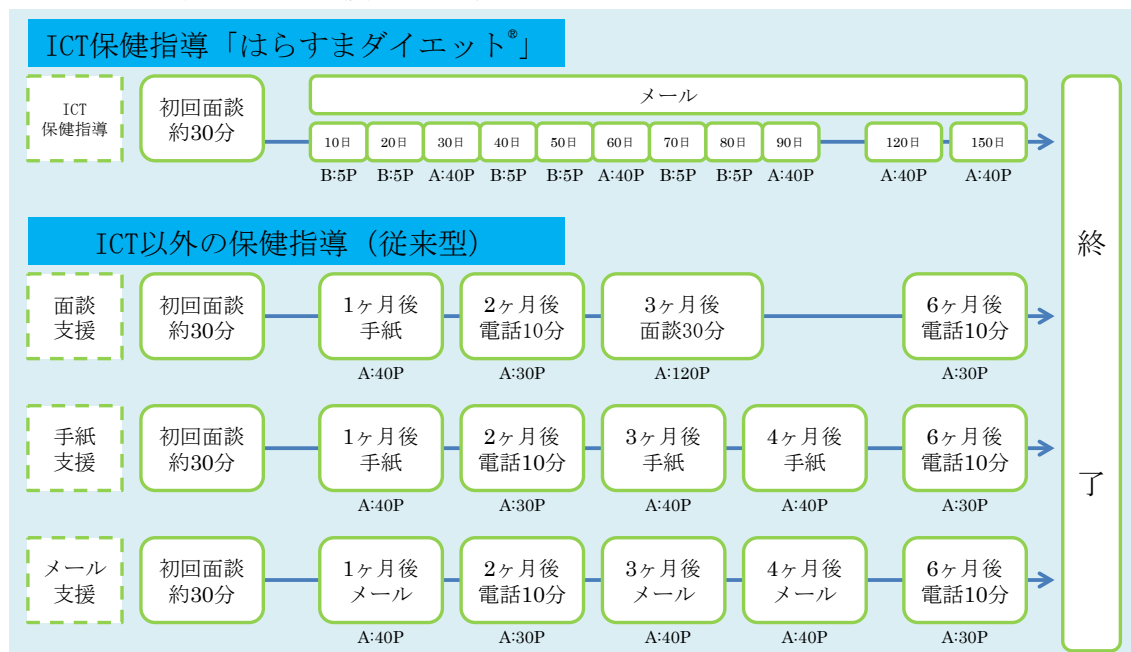 ICT保健指導「はらすまダイエット®」
ICT
保健指導
初回面談
約30分
メール
10日 20日 30日 40日 50日 60日 70日 80日 90日 120日 150日
B:5P B:5P A:40P B:5P B:5P A:40P B:5P B:5P A:40P A:40P A:40P
ICT以外の保健指導（従来型）
面談
支援
初回面談
約30分
1ヶ月後
手紙
2ヶ月後
電話10分
3ヶ月後
面談30分
6ヶ月後
電話10分
A:40P A:30P A:120P A:30P
手紙
支援
初回面談
約30分
1ヶ月後
手紙
2ヶ月後
電話10分
3ヶ月後
手紙
4ヶ月後
手紙
6ヶ月後
電話10分
A:40P A:30P A:40P A:40P A:30P
メール
支援
初回面談
約30分
1ヶ月後
メール
2ヶ月後
電話10分
3ヶ月後
メール
4ヶ月後
メール
6ヶ月後
電話10分
A:40P A:30P A:40P A:40P A:30P
終了